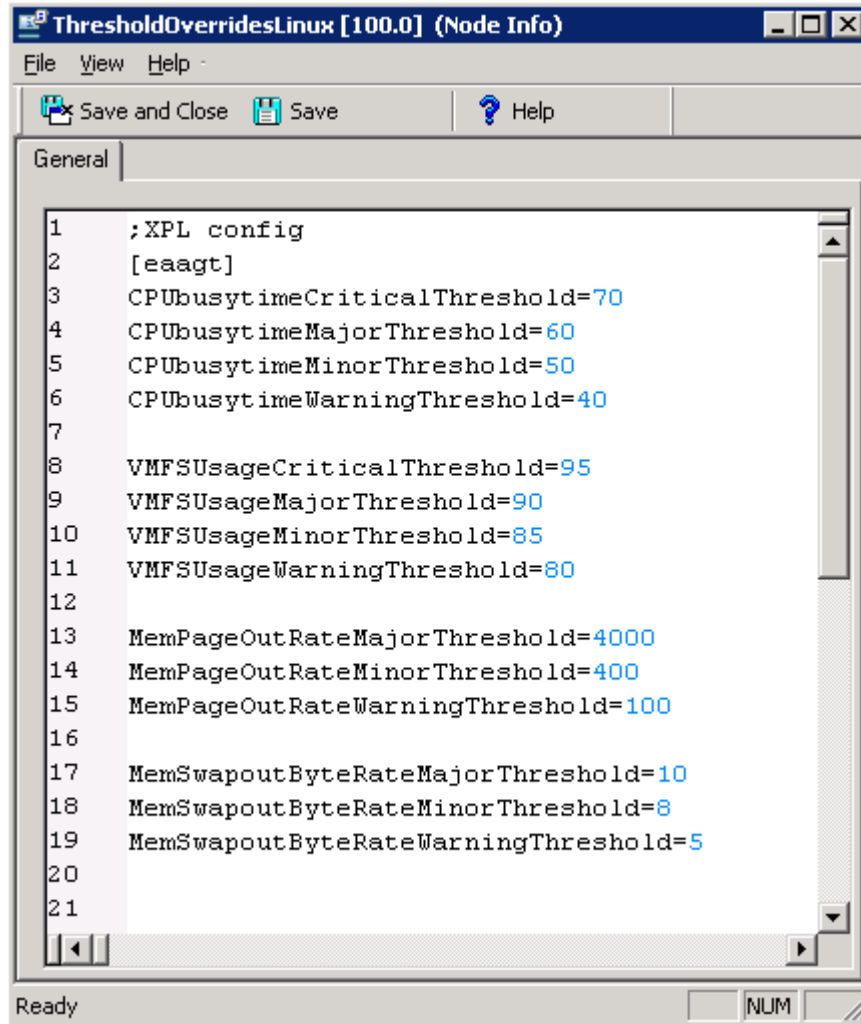 ThresholdOverridesLinux [100.0] (Node Info)
File View Help
Save and Close Save Help
General
1 ;XPL config
2 [eaagt]
3 CPUbusytimeCriticalThreshold=70
4 CPUbusytimeMajorThreshold=60
5 CPUbusytimeMinorThreshold=50
6 CPUbusytimeWarningThreshold=40
7
8 VMFSUsageCriticalThreshold=95
9 VMFSUsageMajorThreshold=90
10 VMFSUsageMinorThreshold=85
11 VMFSUsageWarningThreshold=80
12
13 MemPageOutRateMajorThreshold=4000
14 MemPageOutRateMinorThreshold=400
15 MemPageOutRateWarningThreshold=100
16
17 MemSwapoutByteRateMajorThreshold=10
18 MemSwapoutByteRateMinorThreshold=8
19 MemSwapoutByteRateWarningThreshold=5
20
21
Ready NUM